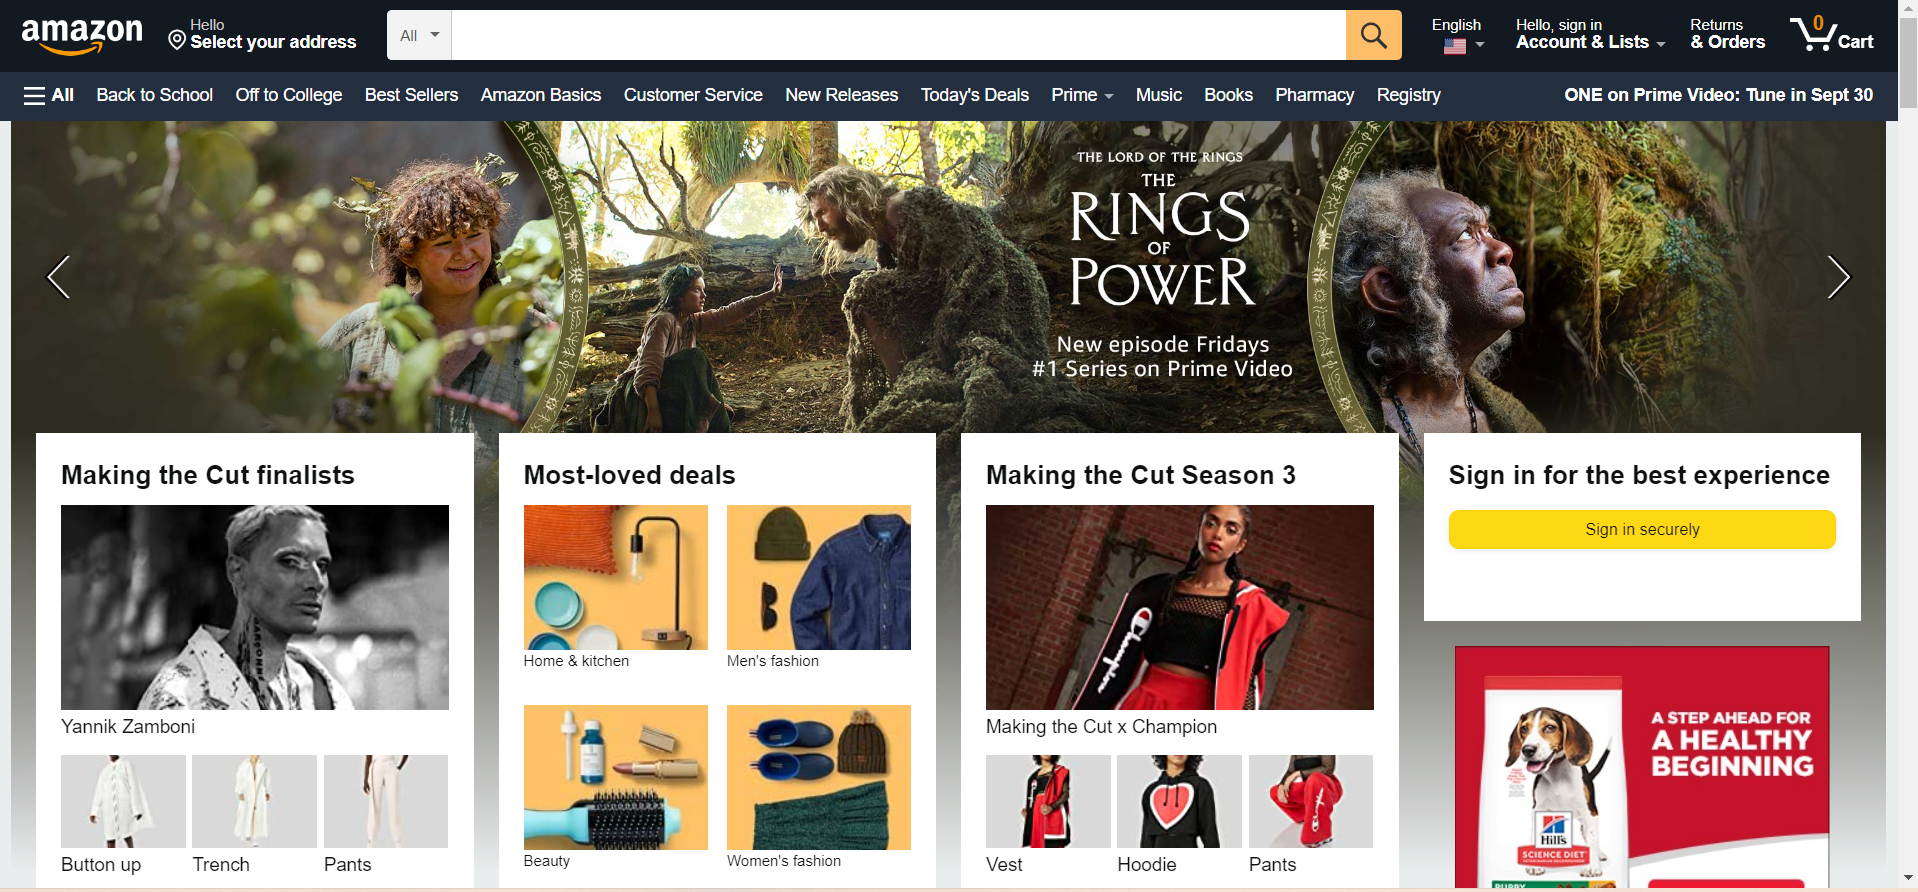 amazon
Hello
Select your address
All
English
Hello, sign in
Account & Lists
Returns
& Orders
0
Cart
All
Back to School
Off to College
Best Sellers
Amazon Basics
Customer Service
New Releases
Today's Deals
Prime
Music
Books
Pharmacy
Registry
ONE on Prime Video: Tune in Sept 30
THE LORD OF THE RINGS
THE
RINGS
OF
POWER
New episode Fridays
#1 Series on Prime Video
Making the Cut finalists
Yannik Zamboni
Button up
Trench
Pants
Most-loved deals
Home & kitchen
Men's fashion
Beauty
Women's fashion
Making the Cut Season 3
Champion
Making the Cut x Champion
Vest
Hoodie
Pants
Sign in for the best experience
Sign in securely
A STEP AHEAD FOR
A HEALTHY
BEGINNING
Hill's
SCIENCE DIET
PUPPY